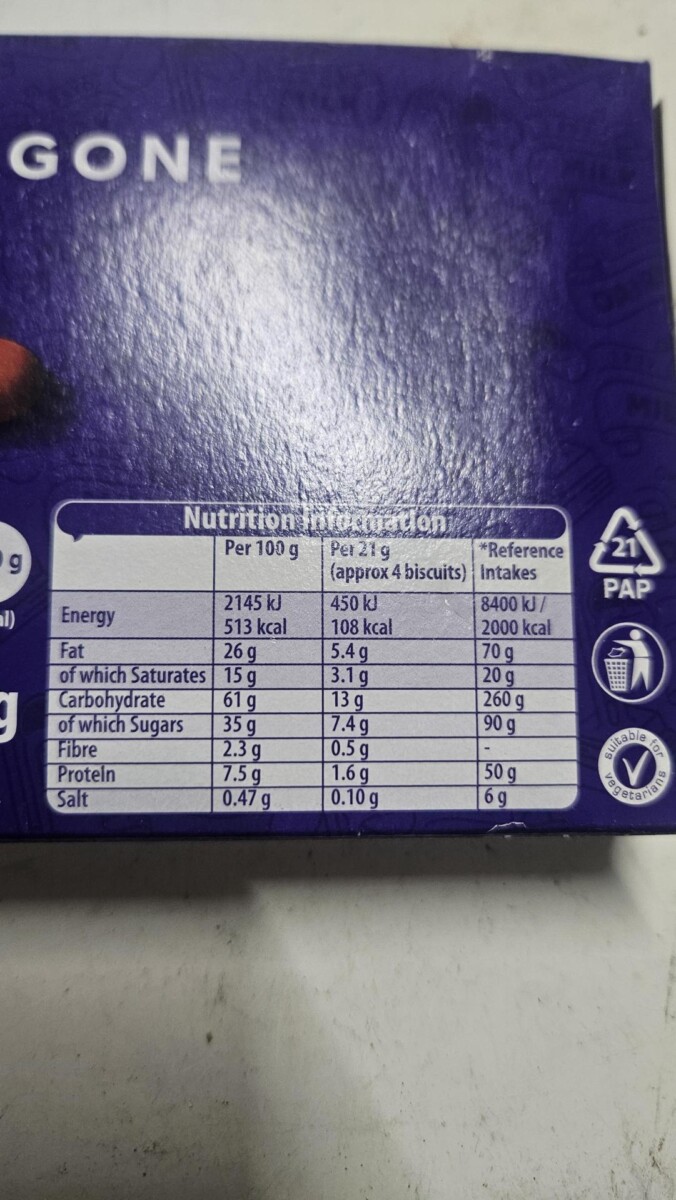 GONE
Nutrition Information
Per 100 g Per 21 g *Reference
(approx 4 biscuits) Intakes
Energy 2145 kJ 450 kJ 8400 kJ /
513 kcal 108 kcal 2000 kcal
Fat 26 g 5.4 g 70 g
of which Saturates 15 g 3.1 g 20 g
Carbohydrate 61 g 13 g 260 g
of which Sugars 35 g 7.4 g 90 g
Fibre 2.3 g 0.5 g -
Protein 7.5 g 1.6 g 50 g
Salt 0.47 g 0.10 g 6 g
g
al)
g
21
PAP
suitable for
vegetarians